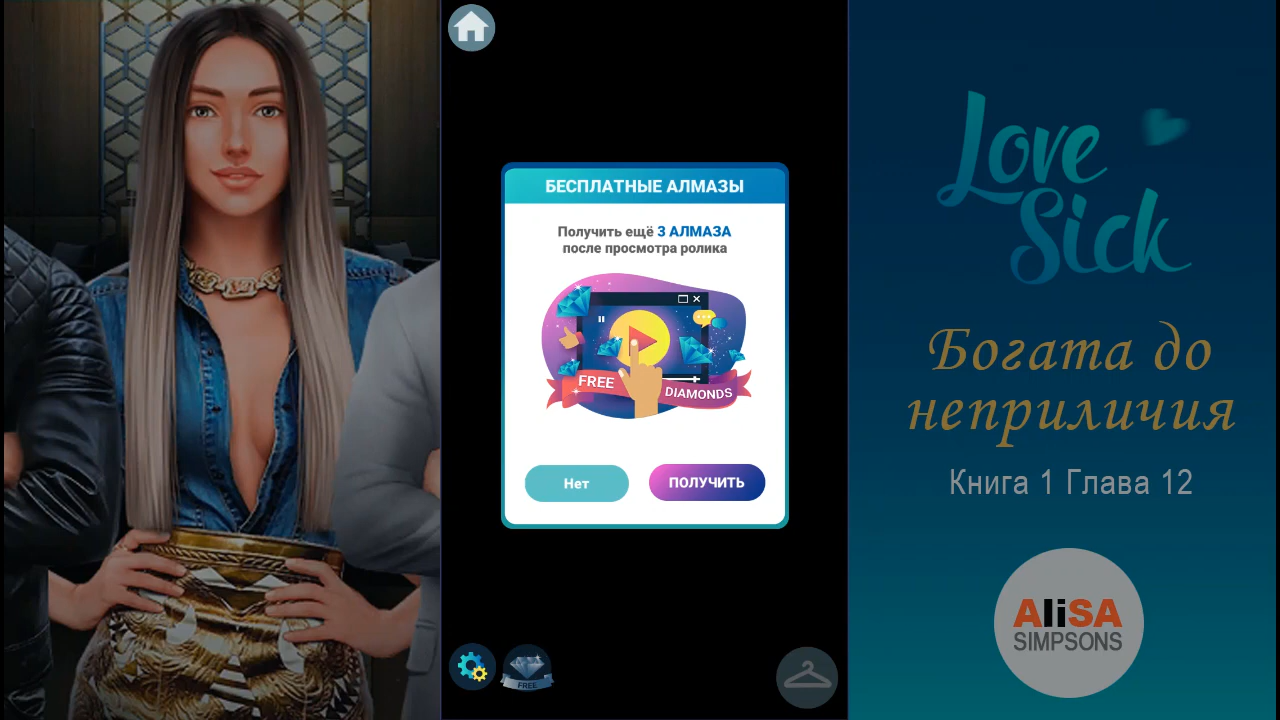 БЕСПЛАТНЫЕ АЛМАЗЫ
Получить ещё 3 АЛМАЗА
после просмотра ролика
FREE
DIAMONDS
Нет
ПОЛУЧИТЬ
FREE
Love
Sick
Богата до
неприличия
Книга 1 Глава 12
AliSA
SIMPSONS